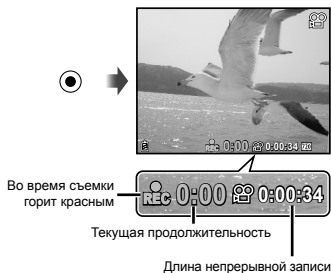 REC 0:00 0:00:34
Во время съемки
горит красным
REC 0:00 0:00:34
Текущая продолжительность
Длина непрерывной записи